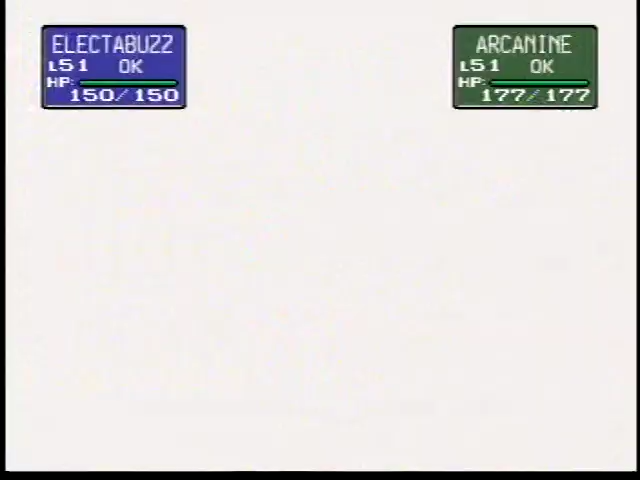 ELECTABUZZ
L51 OK
HP:
150/150
ARCANINE
L51 OK
HP:
177/177